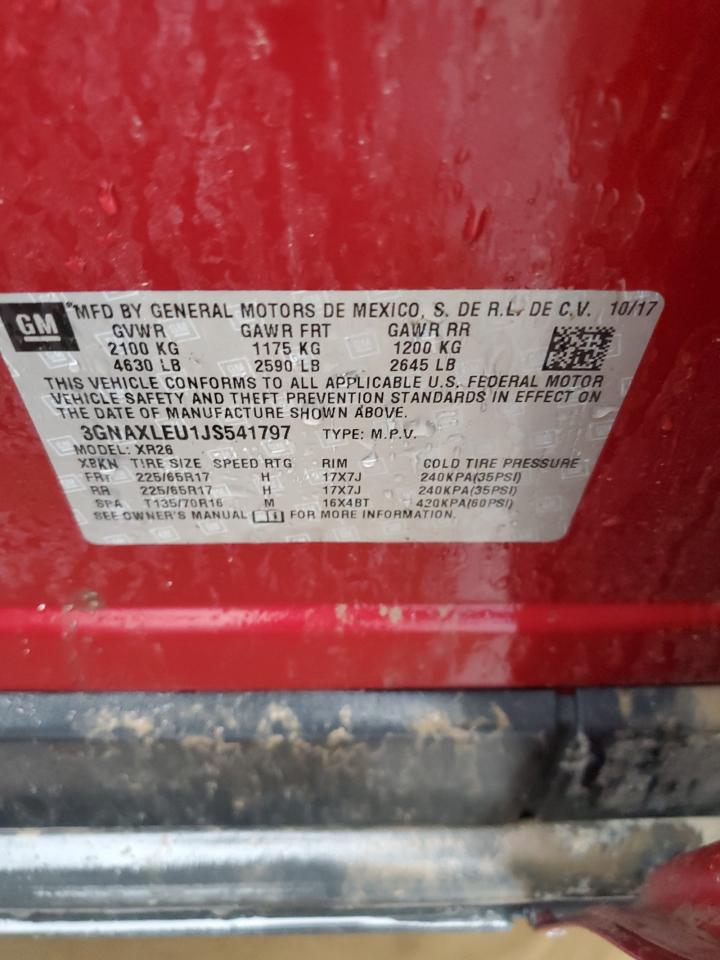 GM
MFD BY GENERAL MOTORS DE MEXICO, S. DE R.L. DE C.V. 10/17
GVWR GAWR FRT GAWR RR
2100 KG 1175 KG 1200 KG
4630 LB 2590 LB 2645 LB
THIS VEHICLE CONFORMS TO ALL APPLICABLE U.S. FEDERAL MOTOR
VEHICLE SAFETY AND THEFT PREVENTION STANDARDS IN EFFECT ON
THE DATE OF MANUFACTURE SHOWN ABOVE.
3GNAXLEU1JS541797 TYPE: M.P.V.
MODEL: XR26
XBKN TIRE SIZE SPEED RTG RIM COLD TIRE PRESSURE
FRT 225/65R17 H 17X7J 240KPA(35PSI)
RR 225/65R17 H 17X7J 240KPA(35PSI)
SPA T135/70R16 M 16X4BT 420KPA(60PSI)
SEE OWNER'S MANUAL FOR MORE INFORMATION.